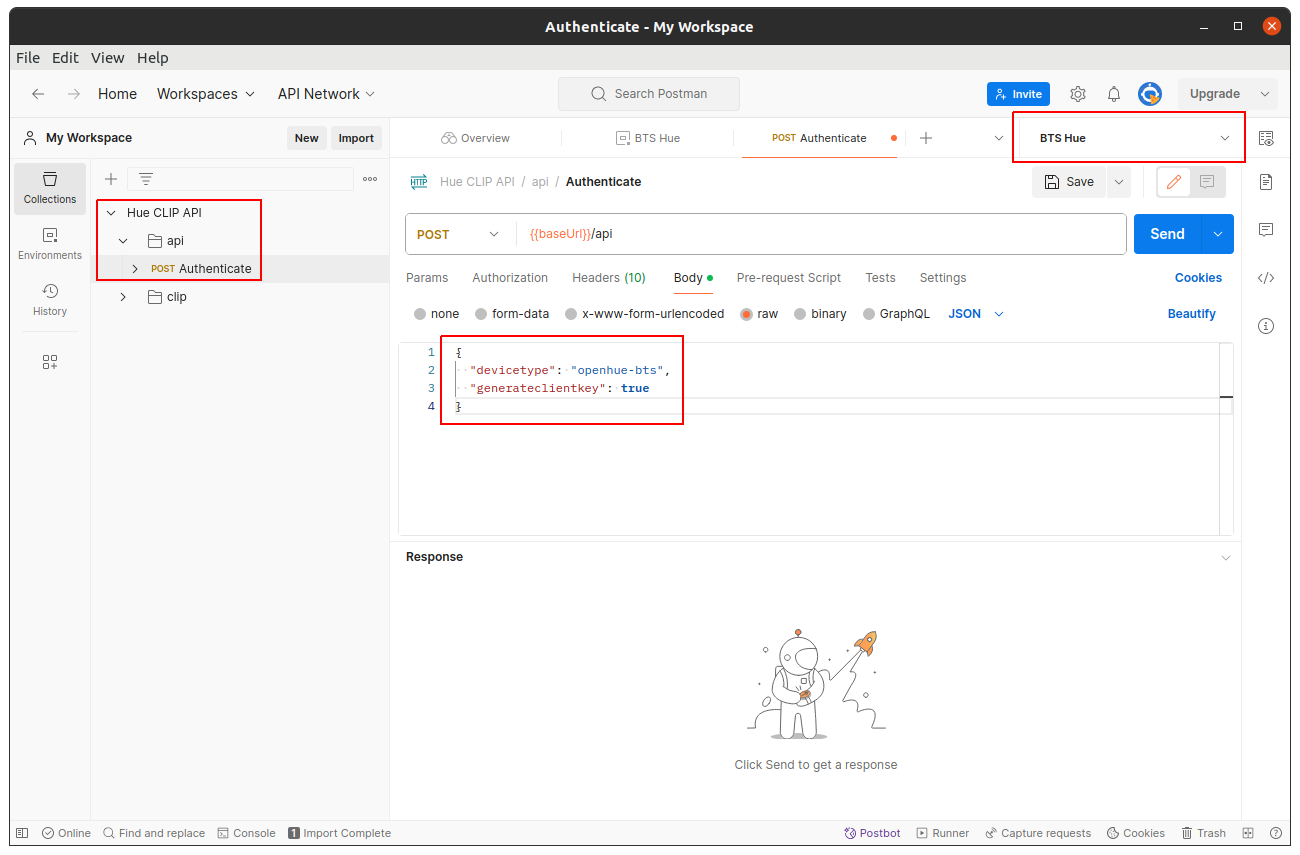 Authenticate - My Workspace
File Edit View Help
Home Workspaces API Network Search Postman Invite Upgrade
My Workspace New Import
Overview BTS Hue POST Authenticate BTS Hue
Collections
Environments
History
Hue CLIP API
api
POST Authenticate
clip
HTTP Hue CLIP API / api / Authenticate Save
POST {{baseUrl}}/api Send
Params Authorization Headers (10) Body Pre-request Script Tests Settings Cookies
none form-data x-www-form-urlencoded raw binary GraphQL JSON Beautify
1 {
2 "devicetype": "openhue-bts",
3 "generateclientkey": true
4 }
Response
Click Send to get a response
Online Find and replace Console 1 Import Complete Postbot Runner Capture requests Cookies Trash